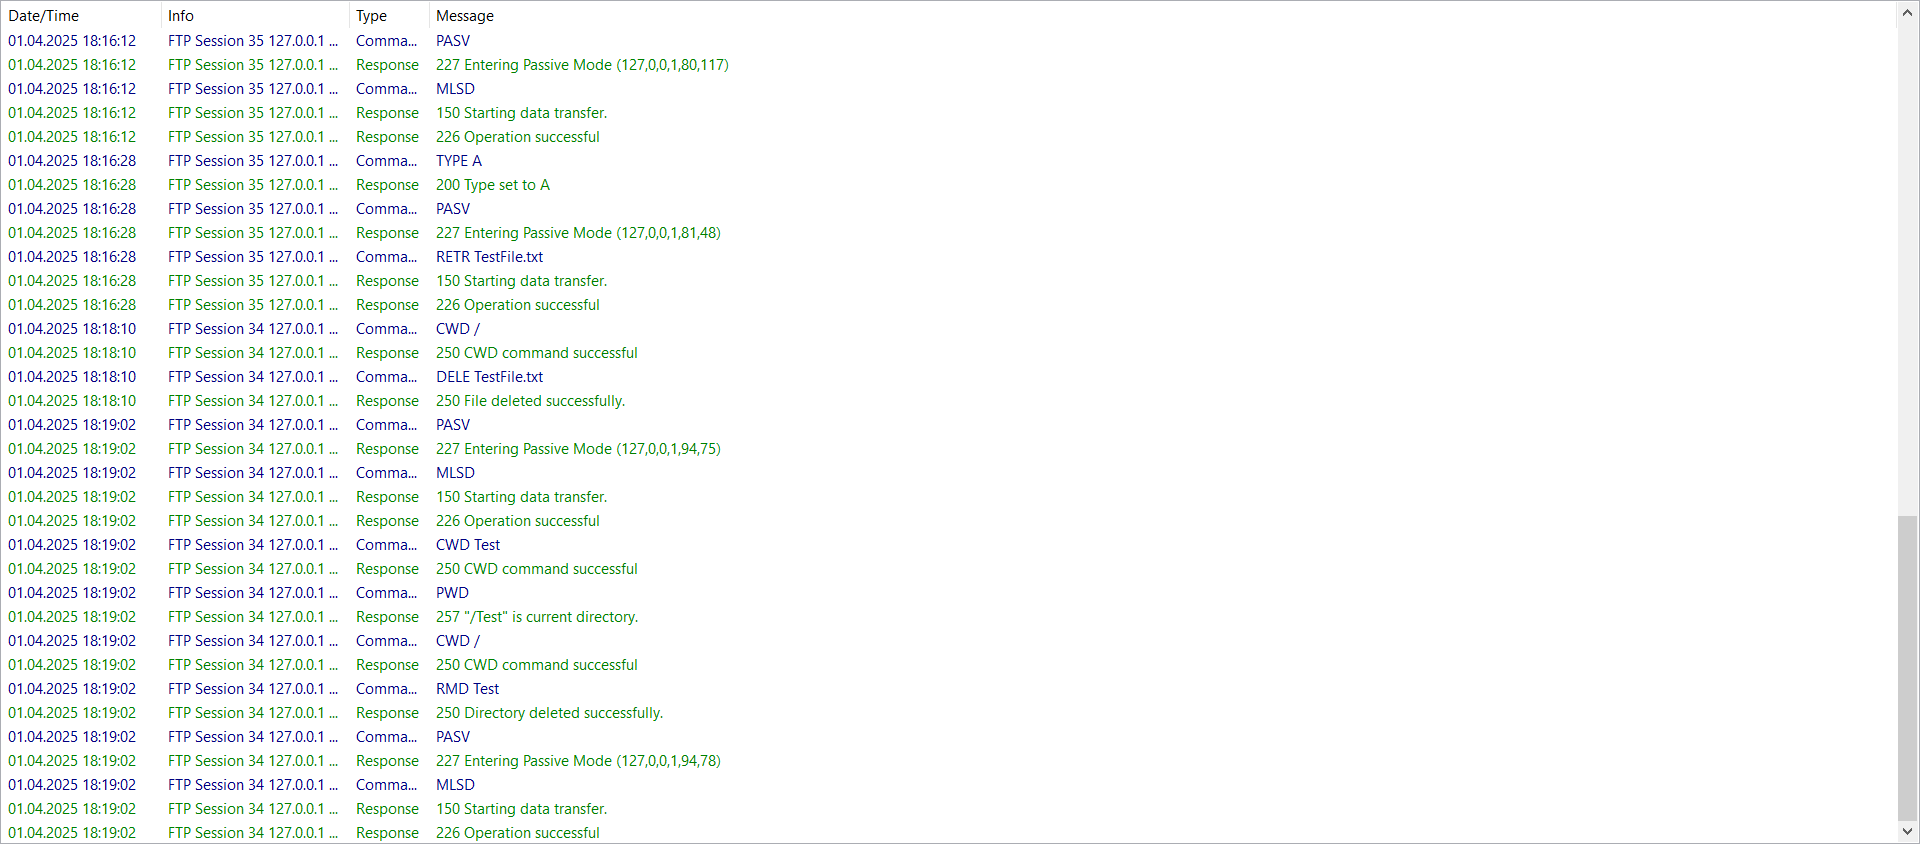 Date/Time Info Type Message
01.04.2025 18:16:12 FTP Session 35 127.0.0.1 ... Comma... PASV
01.04.2025 18:16:12 FTP Session 35 127.0.0.1 ... Response 227 Entering Passive Mode (127,0,0,1,80,117)
01.04.2025 18:16:12 FTP Session 35 127.0.0.1 ... Comma... MLSD
01.04.2025 18:16:12 FTP Session 35 127.0.0.1 ... Response 150 Starting data transfer.
01.04.2025 18:16:12 FTP Session 35 127.0.0.1 ... Response 226 Operation successful
01.04.2025 18:16:28 FTP Session 35 127.0.0.1 ... Comma... TYPE A
01.04.2025 18:16:28 FTP Session 35 127.0.0.1 ... Response 200 Type set to A
01.04.2025 18:16:28 FTP Session 35 127.0.0.1 ... Comma... PASV
01.04.2025 18:16:28 FTP Session 35 127.0.0.1 ... Response 227 Entering Passive Mode (127,0,0,1,81,48)
01.04.2025 18:16:28 FTP Session 35 127.0.0.1 ... Comma... RETR TestFile.txt
01.04.2025 18:16:28 FTP Session 35 127.0.0.1 ... Response 150 Starting data transfer.
01.04.2025 18:16:28 FTP Session 35 127.0.0.1 ... Response 226 Operation successful
01.04.2025 18:18:10 FTP Session 34 127.0.0.1 ... Comma... CWD /
01.04.2025 18:18:10 FTP Session 34 127.0.0.1 ... Response 250 CWD command successful
01.04.2025 18:18:10 FTP Session 34 127.0.0.1 ... Comma... DELE TestFile.txt
01.04.2025 18:18:10 FTP Session 34 127.0.0.1 ... Response 250 File deleted successfully.
01.04.2025 18:19:02 FTP Session 34 127.0.0.1 ... Comma... PASV
01.04.2025 18:19:02 FTP Session 34 127.0.0.1 ... Response 227 Entering Passive Mode (127,0,0,1,94,75)
01.04.2025 18:19:02 FTP Session 34 127.0.0.1 ... Comma... MLSD
01.04.2025 18:19:02 FTP Session 34 127.0.0.1 ... Response 150 Starting data transfer.
01.04.2025 18:19:02 FTP Session 34 127.0.0.1 ... Response 226 Operation successful
01.04.2025 18:19:02 FTP Session 34 127.0.0.1 ... Comma... CWD Test
01.04.2025 18:19:02 FTP Session 34 127.0.0.1 ... Response 250 CWD command successful
01.04.2025 18:19:02 FTP Session 34 127.0.0.1 ... Comma... PWD
01.04.2025 18:19:02 FTP Session 34 127.0.0.1 ... Response 257 "/Test" is current directory.
01.04.2025 18:19:02 FTP Session 34 127.0.0.1 ... Comma... CWD /
01.04.2025 18:19:02 FTP Session 34 127.0.0.1 ... Response 250 CWD command successful
01.04.2025 18:19:02 FTP Session 34 127.0.0.1 ... Comma... RMD Test
01.04.2025 18:19:02 FTP Session 34 127.0.0.1 ... Response 250 Directory deleted successfully.
01.04.2025 18:19:02 FTP Session 34 127.0.0.1 ... Comma... PASV
01.04.2025 18:19:02 FTP Session 34 127.0.0.1 ... Response 227 Entering Passive Mode (127,0,0,1,94,78)
01.04.2025 18:19:02 FTP Session 34 127.0.0.1 ... Comma... MLSD
01.04.2025 18:19:02 FTP Session 34 127.0.0.1 ... Response 150 Starting data transfer.
01.04.2025 18:19:02 FTP Session 34 127.0.0.1 ... Response 226 Operation successful